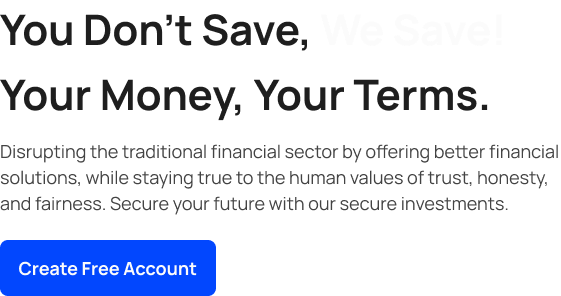 You Don't Save, We Save!
Your Money, Your Terms.
Disrupting the traditional financial sector by offering better financial
solutions, while staying true to the human values of trust, honesty,
and fairness. Secure your future with our secure investments.
Create Free Account